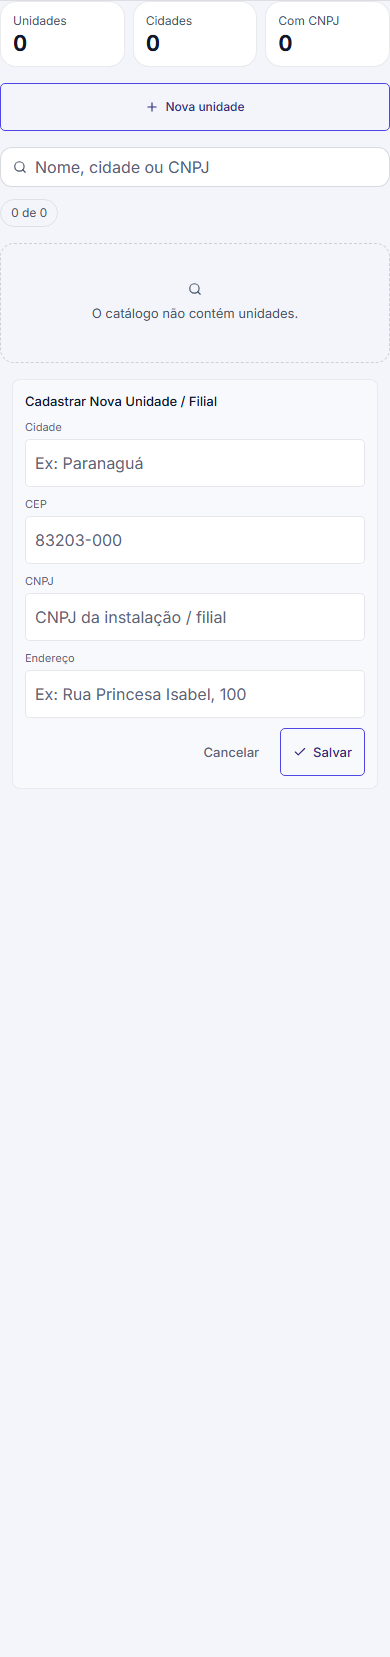 Unidades
0
Cidades
0
Com CNPJ
0
Nova unidade
Nome, cidade ou CNPJ
0 de 0
O catálogo não contém unidades.
Cadastrar Nova Unidade / Filial
Cidade
Ex: Paranaguá
CEP
83203-000
CNPJ
CNPJ da instalação / filial
Endereço
Ex: Rua Princesa Isabel, 100
Cancelar
Salvar